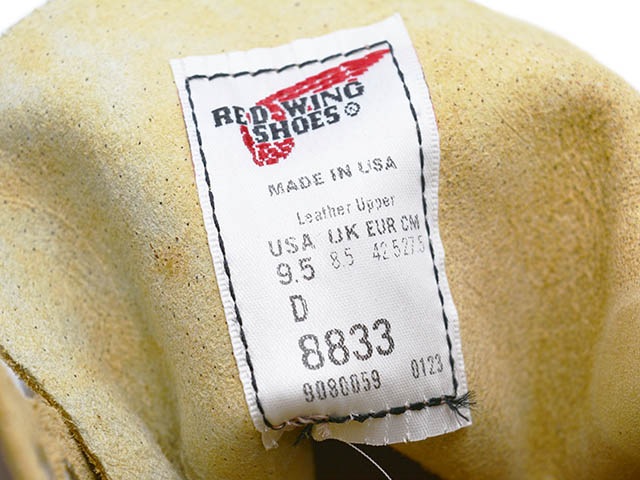 RED WING
SHOES ®
MADE IN USA
Leather Upper
USA UK EUR CM
9.5 8.5 42.5 27.5
D
8833
9080059 0123